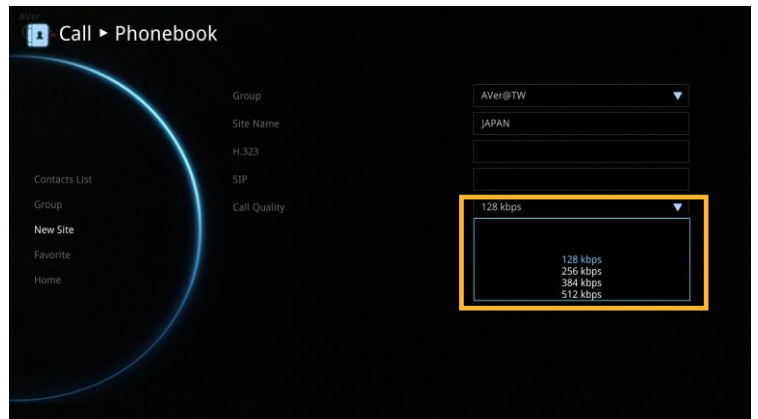 AVer
Call ▸ Phonebook
Group AVer@TW
Site Name JAPAN
H.323
SIP
Call Quality 128 kbps
128 kbps
256 kbps
384 kbps
512 kbps
Contacts List
Group
New Site
Favorite
Home